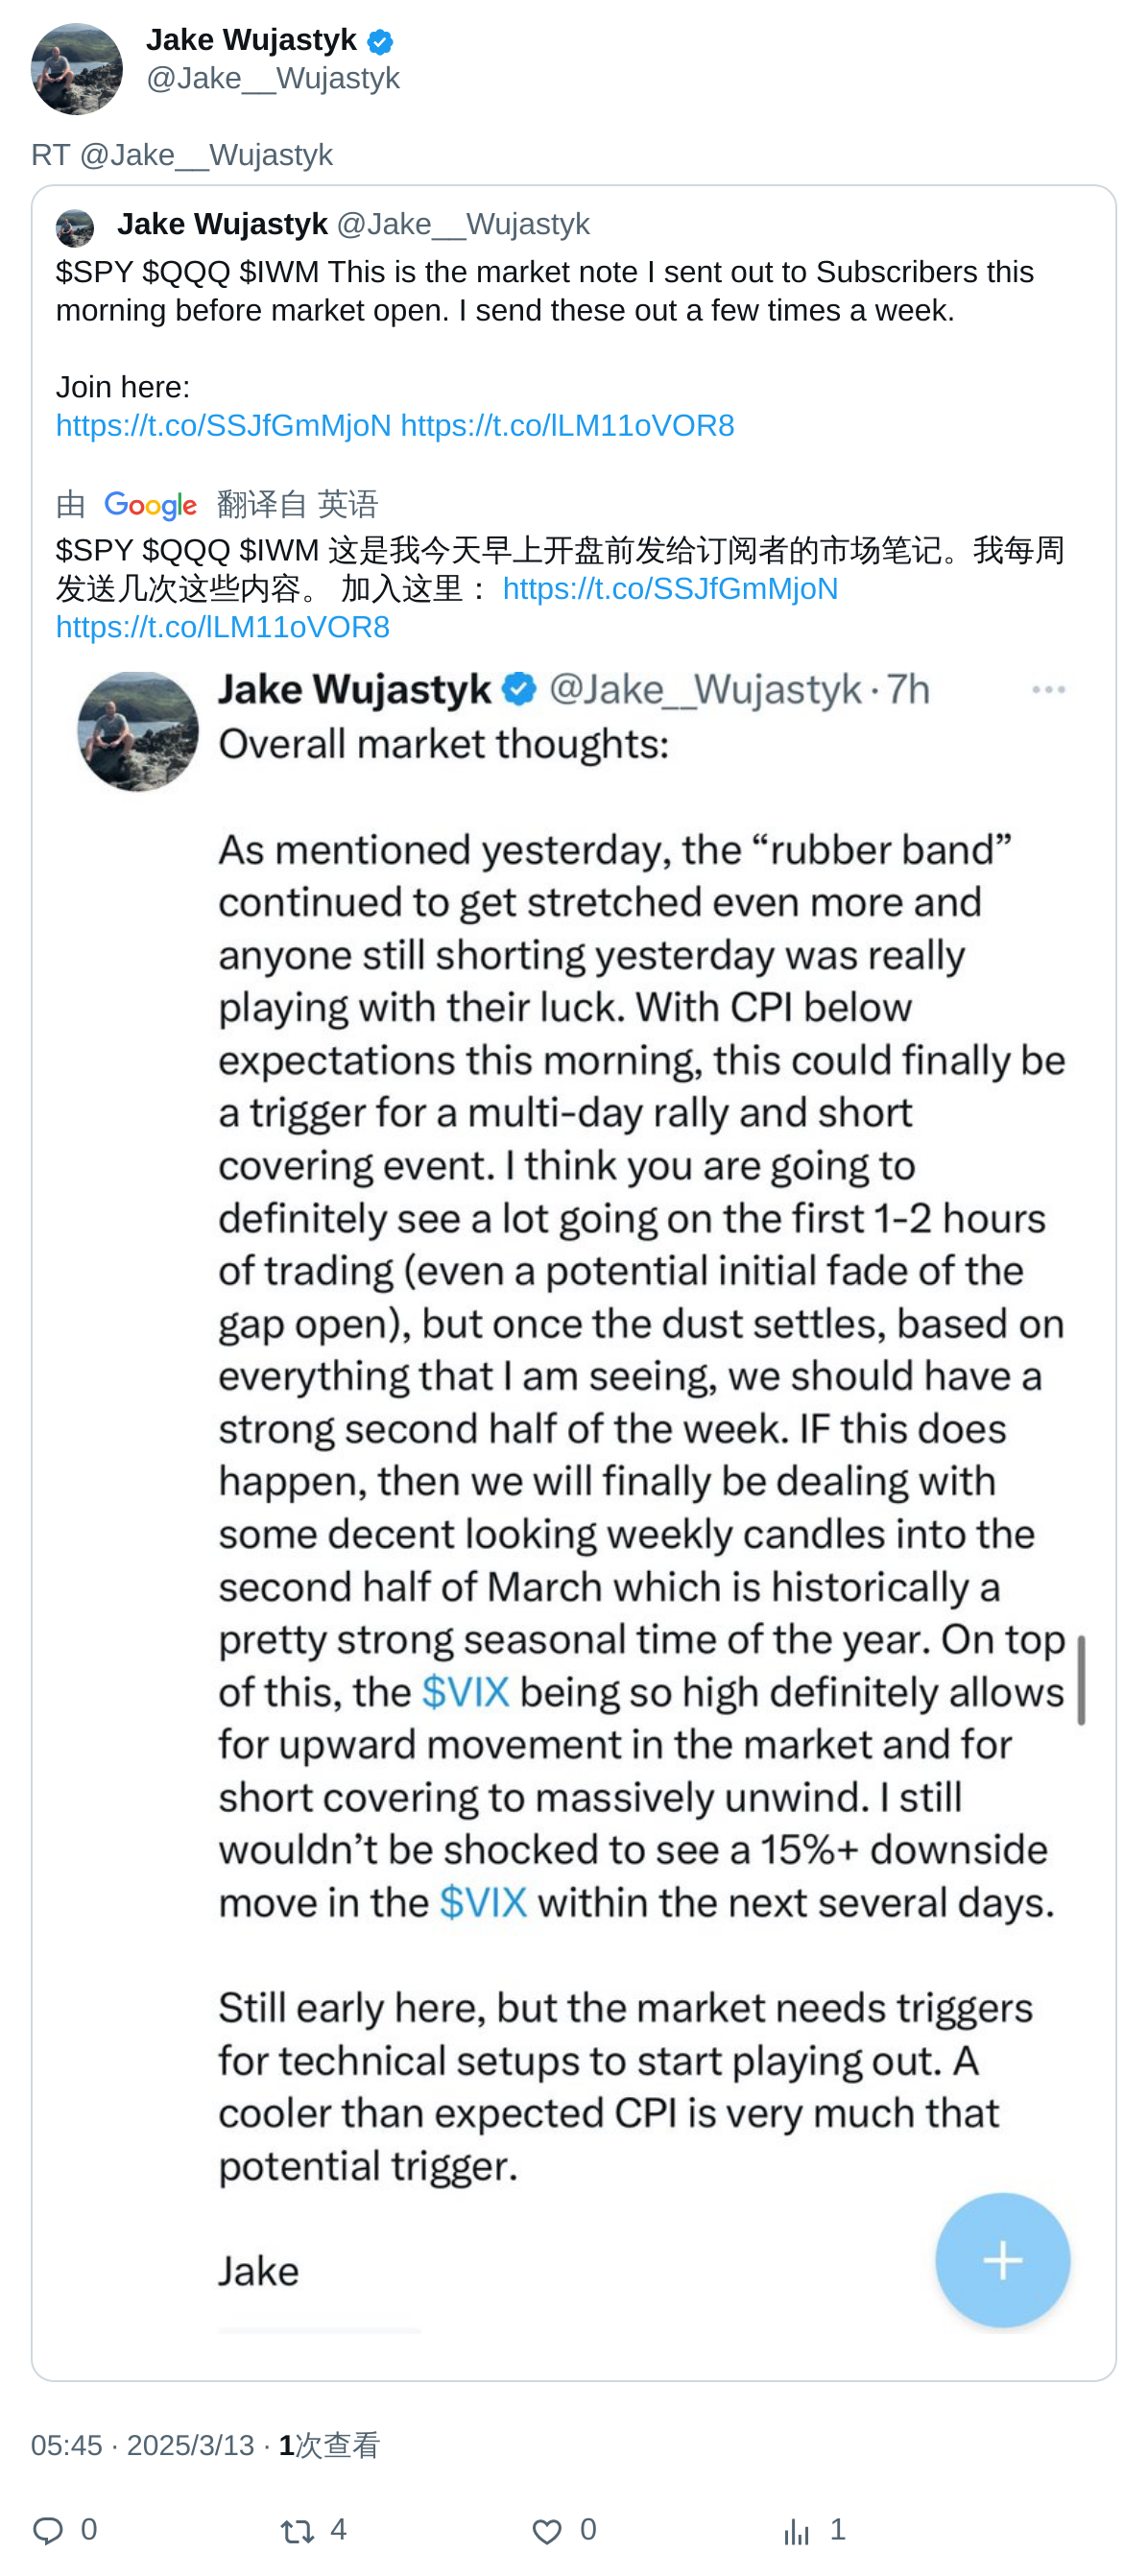 Jake Wujastyk
@Jake__Wujastyk
RT @Jake__Wujastyk
Jake Wujastyk @Jake__Wujastyk
$SPY $QQQ $IWM This is the market note I sent out to Subscribers this
morning before market open. I send these out a few times a week.
Join here:
https://t.co/SSJfGmMjoN https://t.co/lLM11oVOR8
由 Google 翻译自 英语
$SPY $QQQ $IWM 这是我今天早上开盘前发给订阅者的市场笔记。我每周
发送几次这些内容。 加入这里： https://t.co/SSJfGmMjoN
https://t.co/lLM11oVOR8
Jake Wujastyk @Jake__Wujastyk · 7h
Overall market thoughts:
As mentioned yesterday, the “rubber band”
continued to get stretched even more and
anyone still shorting yesterday was really
playing with their luck. With CPI below
expectations this morning, this could finally be
a trigger for a multi-day rally and short
covering event. I think you are going to
definitely see a lot going on the first 1-2 hours
of trading (even a potential initial fade of the
gap open), but once the dust settles, based on
everything that I am seeing, we should have a
strong second half of the week. IF this does
happen, then we will finally be dealing with
some decent looking weekly candles into the
second half of March which is historically a
pretty strong seasonal time of the year. On top
of this, the $VIX being so high definitely allows
for upward movement in the market and for
short covering to massively unwind. I still
wouldn’t be shocked to see a 15%+ downside
move in the $VIX within the next several days.
Still early here, but the market needs triggers
for technical setups to start playing out. A
cooler than expected CPI is very much that
potential trigger.
Jake
05:45 · 2025/3/13 · 1次查看
0 4 0 1